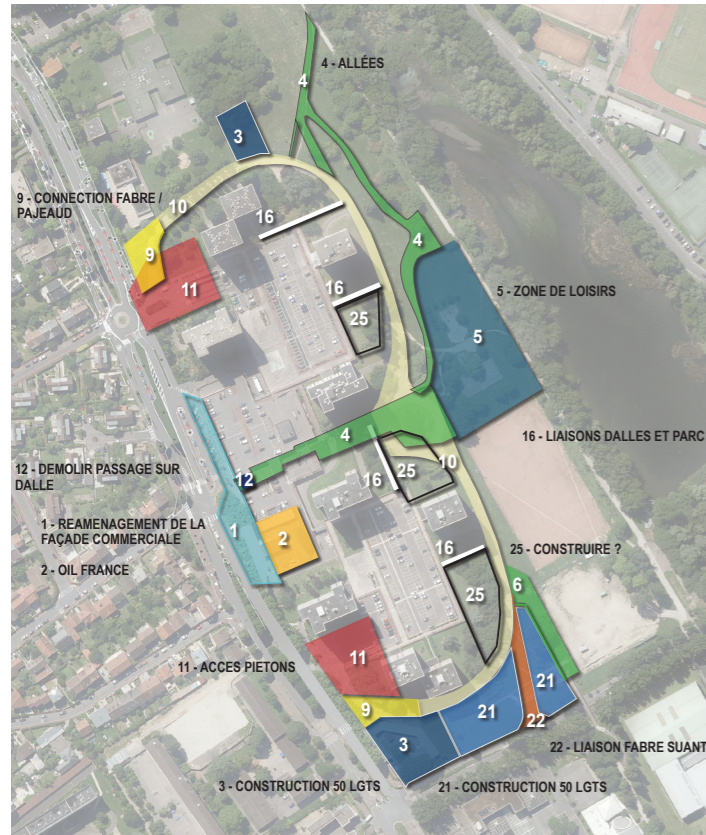 4 - ALLÉES
4
3
9 - CONNECTION FABRE /
PAJEAUD
10
16
4
9
16
11
25
5 - ZONE DE LOISIRS
5
4
16 - LIAISONS DALLES ET PARC
12 - DEMOLIR PASSAGE SUR
DALLE
12
16
25
10
1 - REAMENAGEMENT DE LA
FAÇADE COMMERCIALE
1
2
2 - OIL FRANCE
16
25 - CONSTRUIRE ?
25
6
11 - ACCES PIETONS
11
21
9
21
22
3
22 - LIAISON FABRE SUANT
3 - CONSTRUCTION 50 LGTS
21 - CONSTRUCTION 50 LGTS